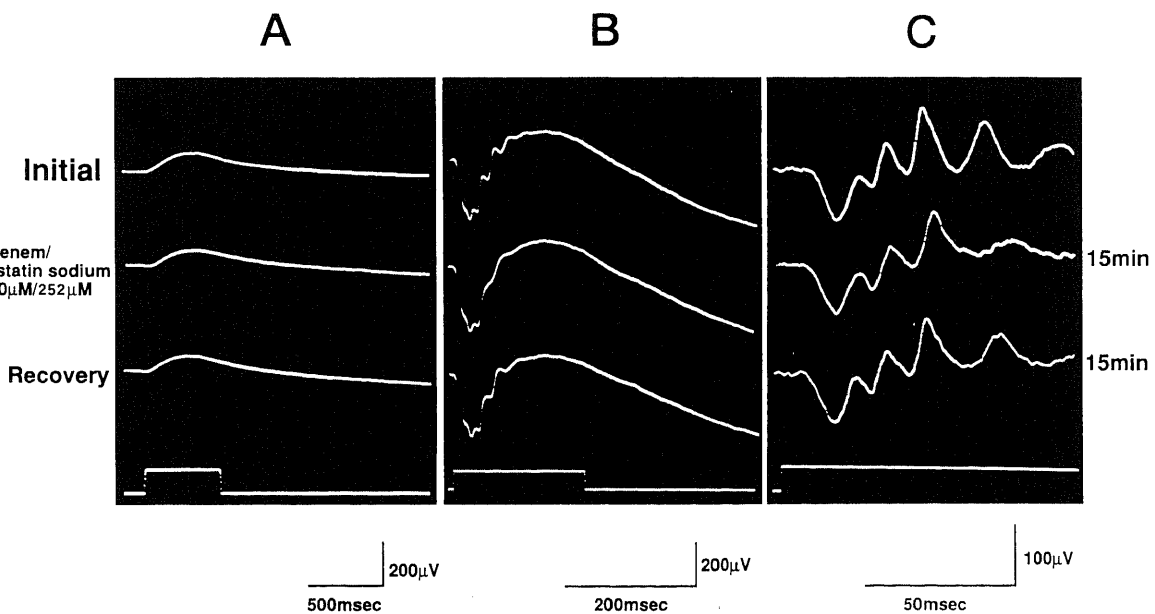 A B C
Initial
enem/
statin sodium
0μM/252μM
15min
Recovery
15min
200μV
500msec
200μV
200msec
100μV
50msec